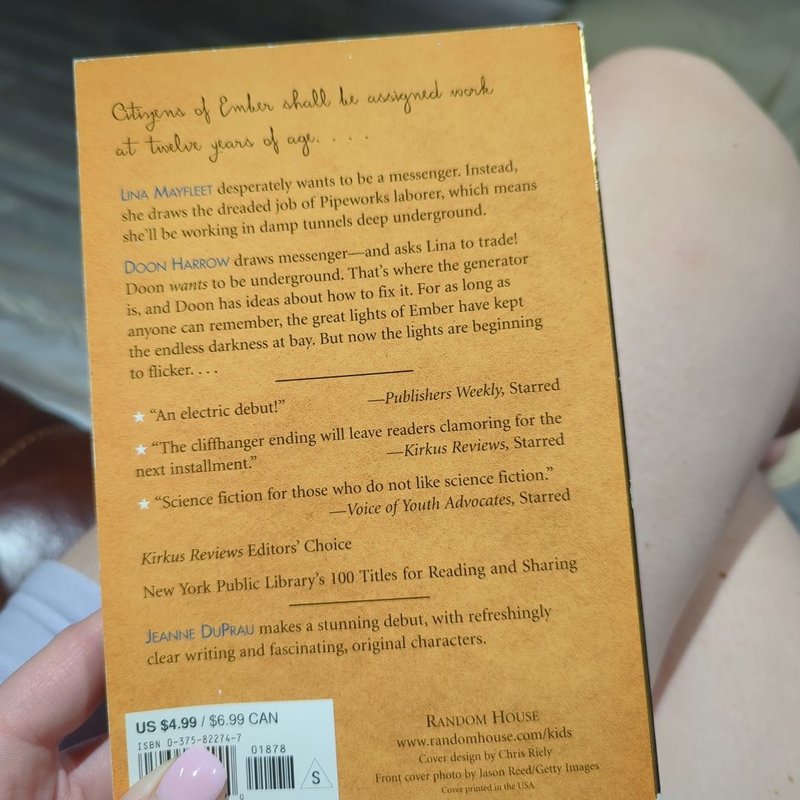 Citizens of Ember shall be assigned work
at twelve years of age. . . .
LINA MAYFLEET desperately wants to be a messenger. Instead,
she draws the dreaded job of Pipeworks laborer, which means
she'll be working in damp tunnels deep underground.
DOON HARROW draws messenger—and asks Lina to trade!
Doon wants to be underground. That's where the generator
is, and Doon has ideas about how to fix it. For as long as
anyone can remember, the great lights of Ember have kept
the endless darkness at bay. But now the lights are beginning
to flicker. . . .
★ "An electric debut!" —Publishers Weekly, Starred
★ "The cliffhanger ending will leave readers clamoring for the
next installment." —Kirkus Reviews, Starred
★ "Science fiction for those who do not like science fiction."
—Voice of Youth Advocates, Starred
Kirkus Reviews Editors' Choice
New York Public Library's 100 Titles for Reading and Sharing
JEANNE DUPRAU makes a stunning debut, with refreshingly
clear writing and fascinating, original characters.
US $4.99 / $6.99 CAN
ISBN 0-375-82274-7
01878
S
0
RANDOM HOUSE
www.randomhouse.com/kids
Cover design by Chris Riely
Front cover photo by Jason Reed/Getty Images
Cover printed in the USA